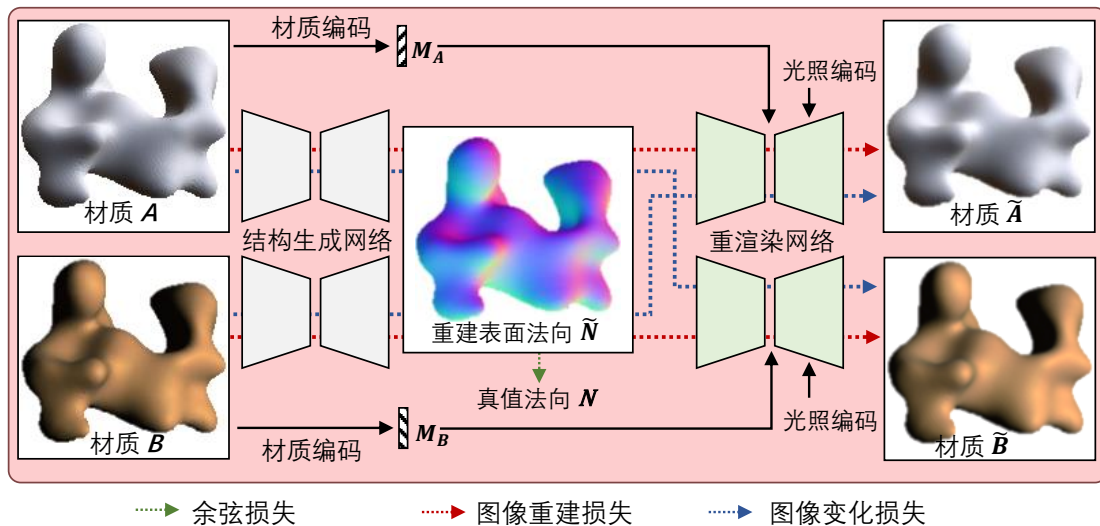 材质编码
M_A
光照编码
材质 A
结构生成网络
重建表面法向 Ñ
重渲染网络
材质 Ã
真值法向 N
材质 B
材质编码
M_B
光照编码
材质 B̃
余弦损失
图像重建损失
图像变化损失